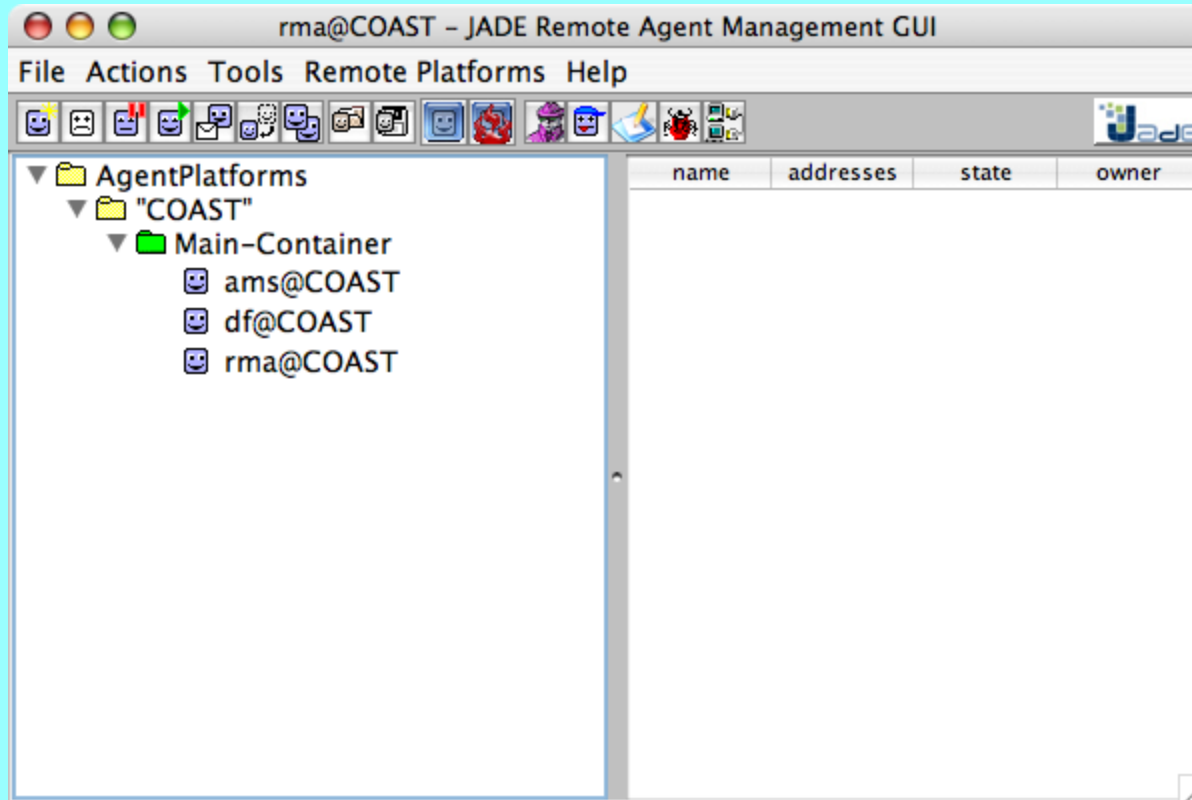 rma@COAST – JADE Remote Agent Management GUI
File Actions Tools Remote Platforms Help
Jade
AgentPlatforms
"COAST"
Main-Container
ams@COAST
df@COAST
rma@COAST
name addresses state owner